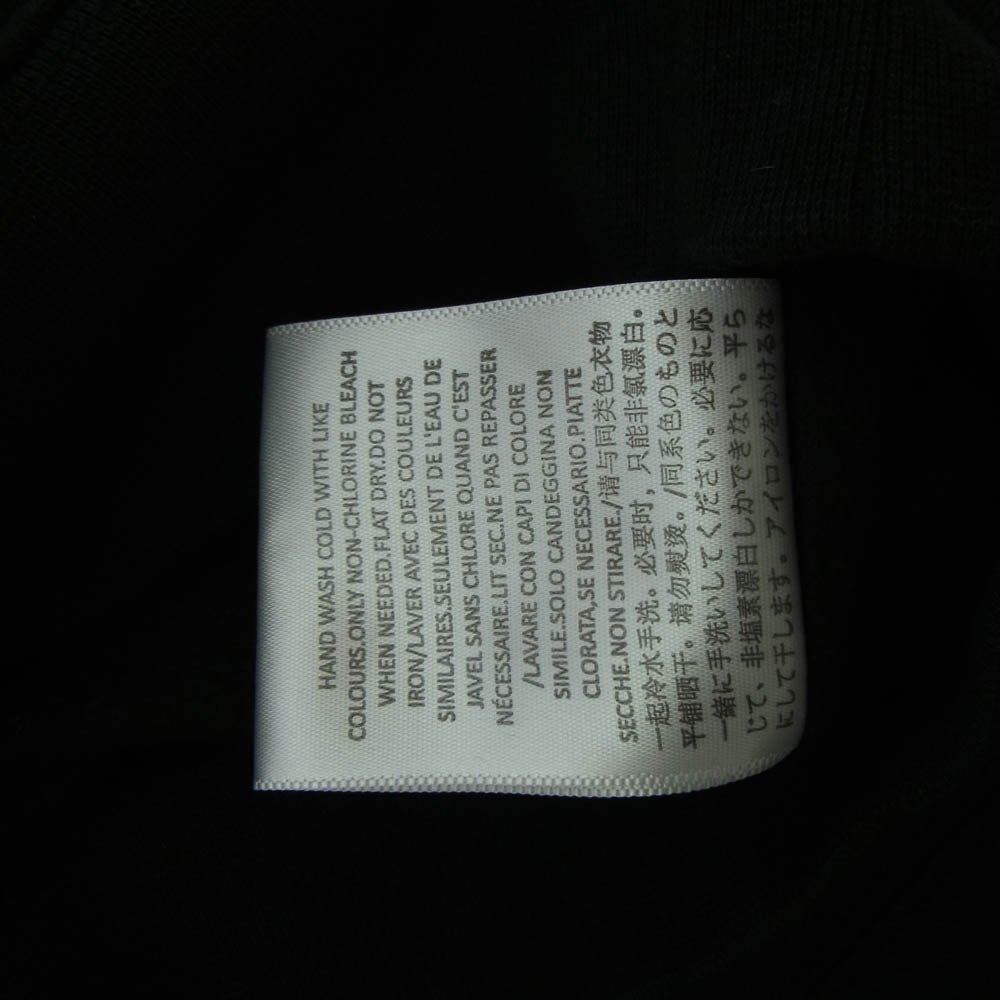 HAND WASH COLD WITH LIKE
COLOURS.ONLY NON-CHLORINE BLEACH
WHEN NEEDED.FLAT DRY.DO NOT
IRON/LAVER AVEC DES COULEURS
SIMILAIRES.SEULEMENT DE L'EAU DE
JAVEL SANS CHLORE QUAND C'EST
NÉCESSAIRE.LIT SEC.NE PAS REPASSER
/LAVARE CON CAPI DI COLORE
SIMILE.SOLO CANDEGGINA NON
CLORATA,SE NECESSARIO.PIATTE
SECCHE.NON STIRARE./请与同类色衣物
一起冷水手洗。必要时，只能非氯漂白。
平铺晒干。请勿熨烫。/同系色のものと
一緒に手洗いしてください。必要に応
じて、非塩素漂白しかできない。平ら
にして干します。アイロンをかけるな